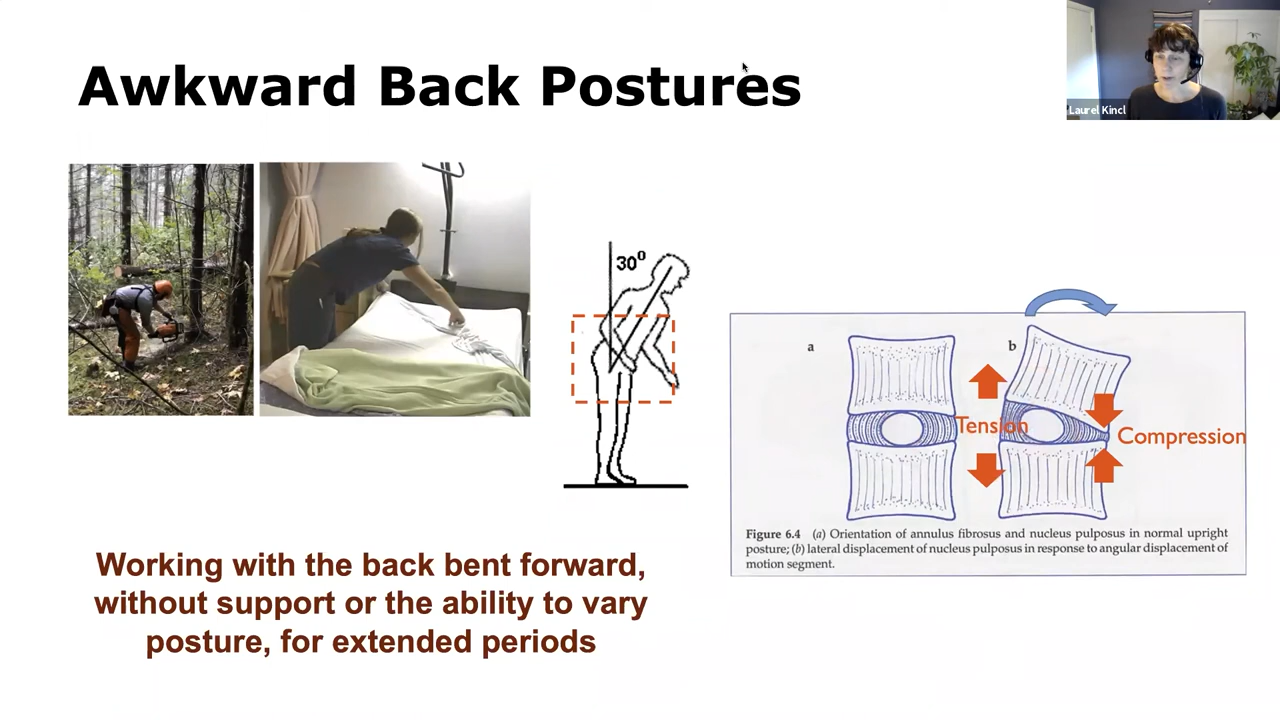 Awkward Back Postures
Laurel Kincl
30⁰
a
b
Tension
Compression
Figure 6.4 (a) Orientation of annulus fibrosus and nucleus pulposus in normal upright
posture; (b) lateral displacement of nucleus pulposus in response to angular displacement of
motion segment.
Working with the back bent forward,
without support or the ability to vary
posture, for extended periods